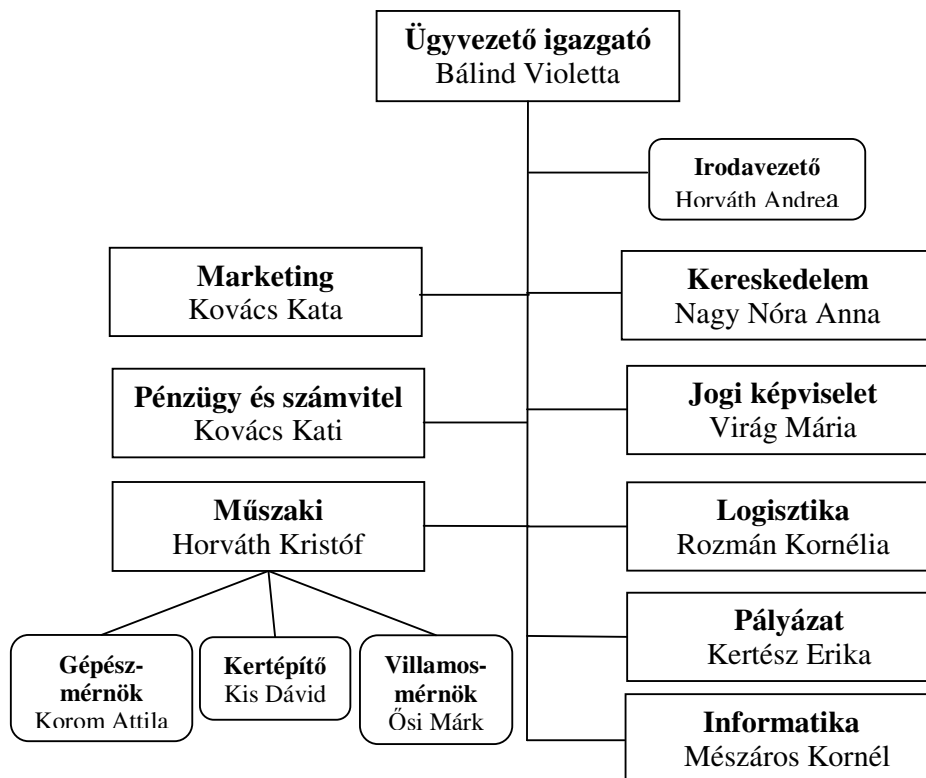 Ügyvezető igazgató
Bálind Violetta
Irodavezető
Horváth Andrea
Marketing
Kovács Kata
Kereskedelem
Nagy Nóra Anna
Pénzügy és számvitel
Kovács Kati
Jogi képviselet
Virág Mária
Műszaki
Horváth Kristóf
Logisztika
Rozmán Kornélia
Gépész-
mérnök
Korom Attila
Kertépítő
Kis Dávid
Villamos-
mérnök
Ősi Márk
Pályázat
Kertész Erika
Informatika
Mészáros Kornél